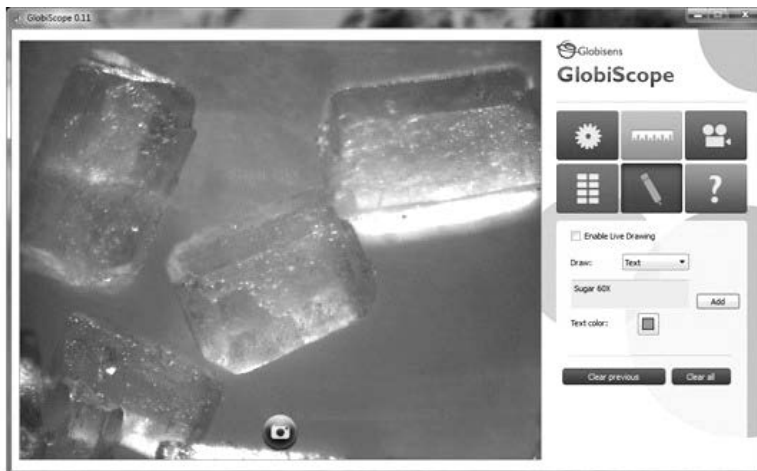 GlobiScope 0.11
Globisens
GlobiScope
?
Enable Live Drawing
Draw:
Text
Sugar 60X
Add
Text color:
Clear previous
Clear all